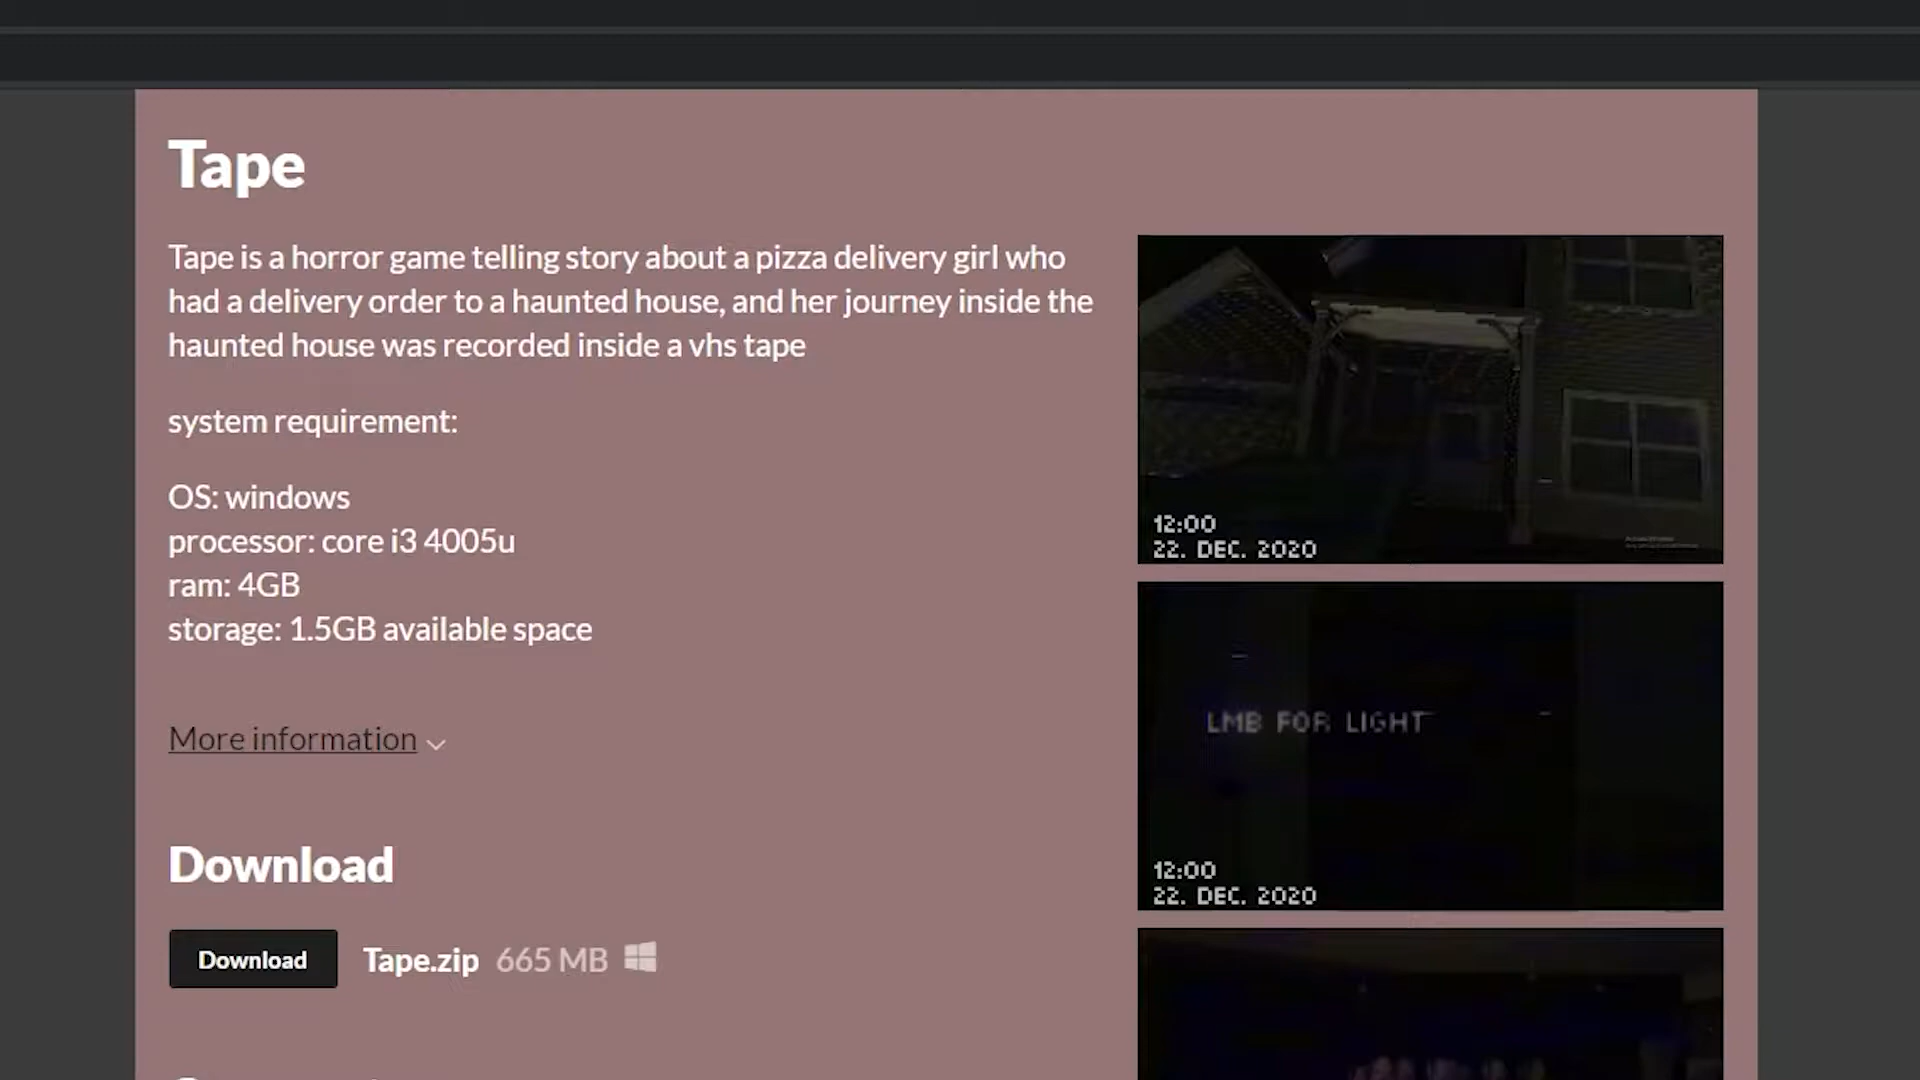 Tape
Tape is a horror game telling story about a pizza delivery girl who
had a delivery order to a haunted house, and her journey inside the
haunted house was recorded inside a vhs tape
system requirement:
OS: windows
processor: core i3 4005u
ram: 4GB
storage: 1.5GB available space
More information
Download
Download Tape.zip 665 MB
12:00
22. DEC. 2020
LMB FOR LIGHT
12:00
22. DEC. 2020